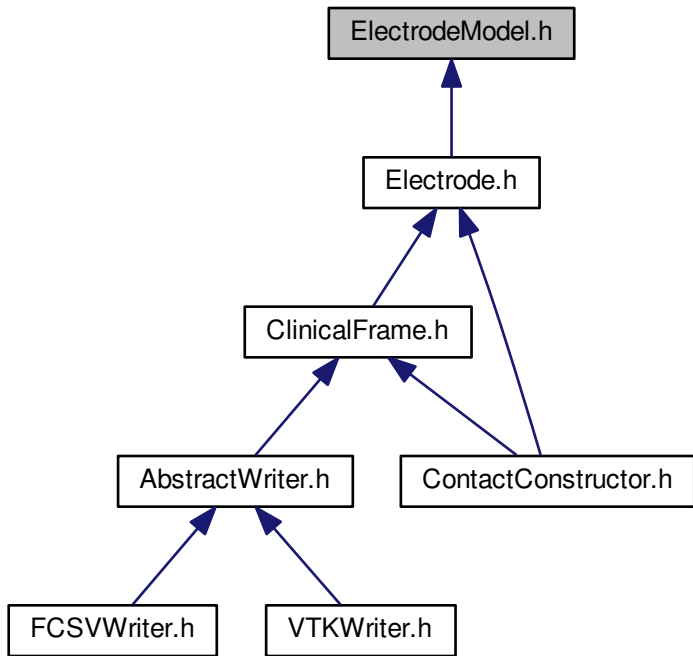 ElectrodeModel.h
Electrode.h
ClinicalFrame.h
AbstractWriter.h
ContactConstructor.h
FCSVWriter.h
VTKWriter.h